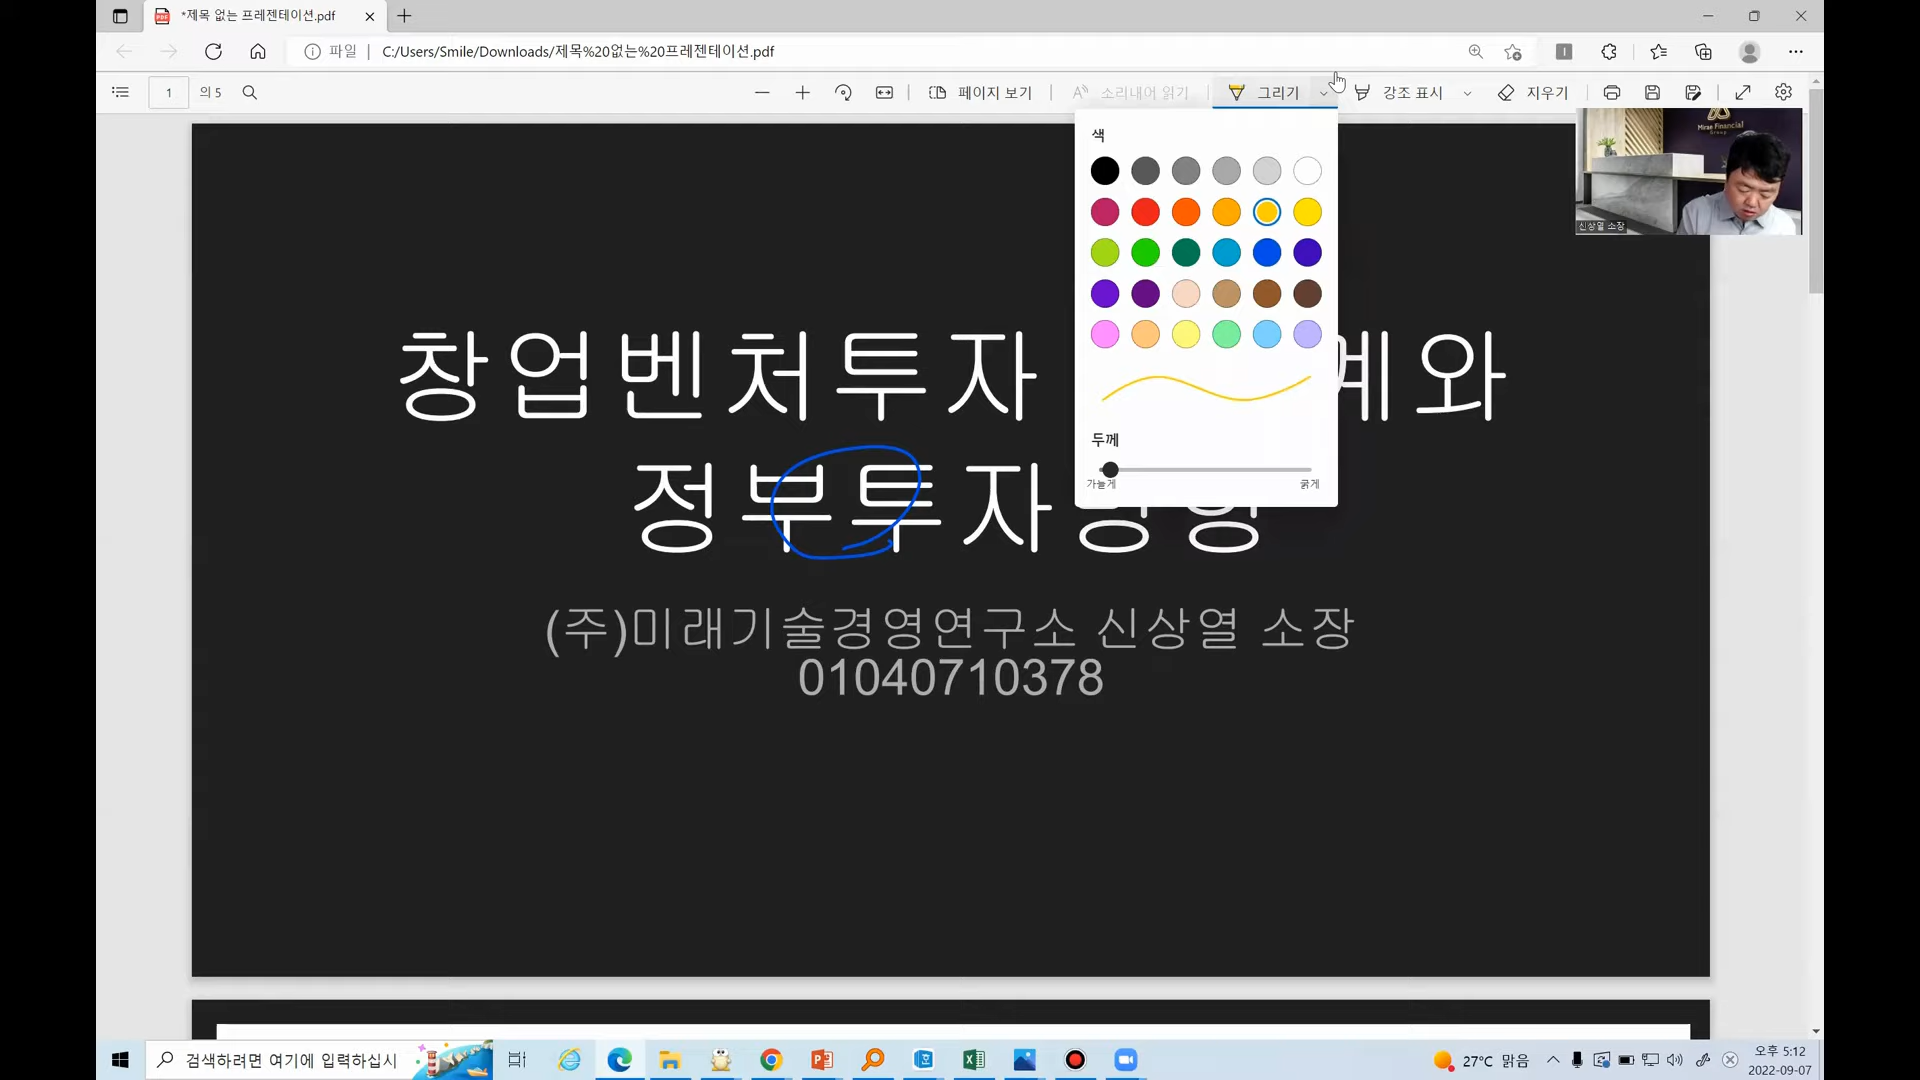 *제목 없는 프레젠테이션.pdf
파일 C:/Users/Smile/Downloads/제목%20없는%20프레젠테이션.pdf
1 의 5 페이지 보기 소리내어 읽기 그리기 강조 표시 지우기
색
Mirae Financial
Group
신상열 소장
창업벤처투자 계와
두께
가늘게 굵게
정부투자
(주)미래기술경영연구소 신상열 소장
01040710378
검색하려면 여기에 입력하십시
27°C 맑음
오후 5:12
2022-09-07